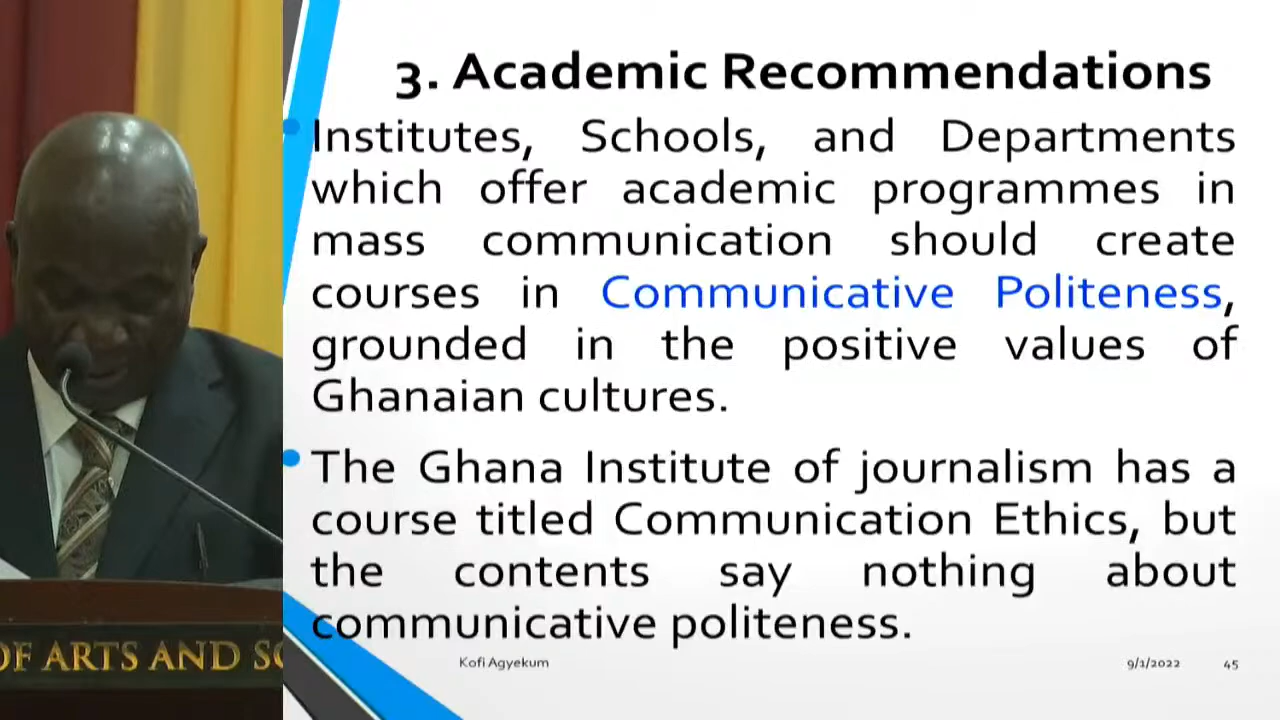 3. Academic Recommendations
• Institutes, Schools, and Departments
which offer academic programmes in
mass communication should create
courses in Communicative Politeness,
grounded in the positive values of
Ghanaian cultures.
• The Ghana Institute of journalism has a
course titled Communication Ethics, but
the contents say nothing about
communicative politeness.
Kofi Agyekum 9/1/2022 45
OF ARTS AND SC